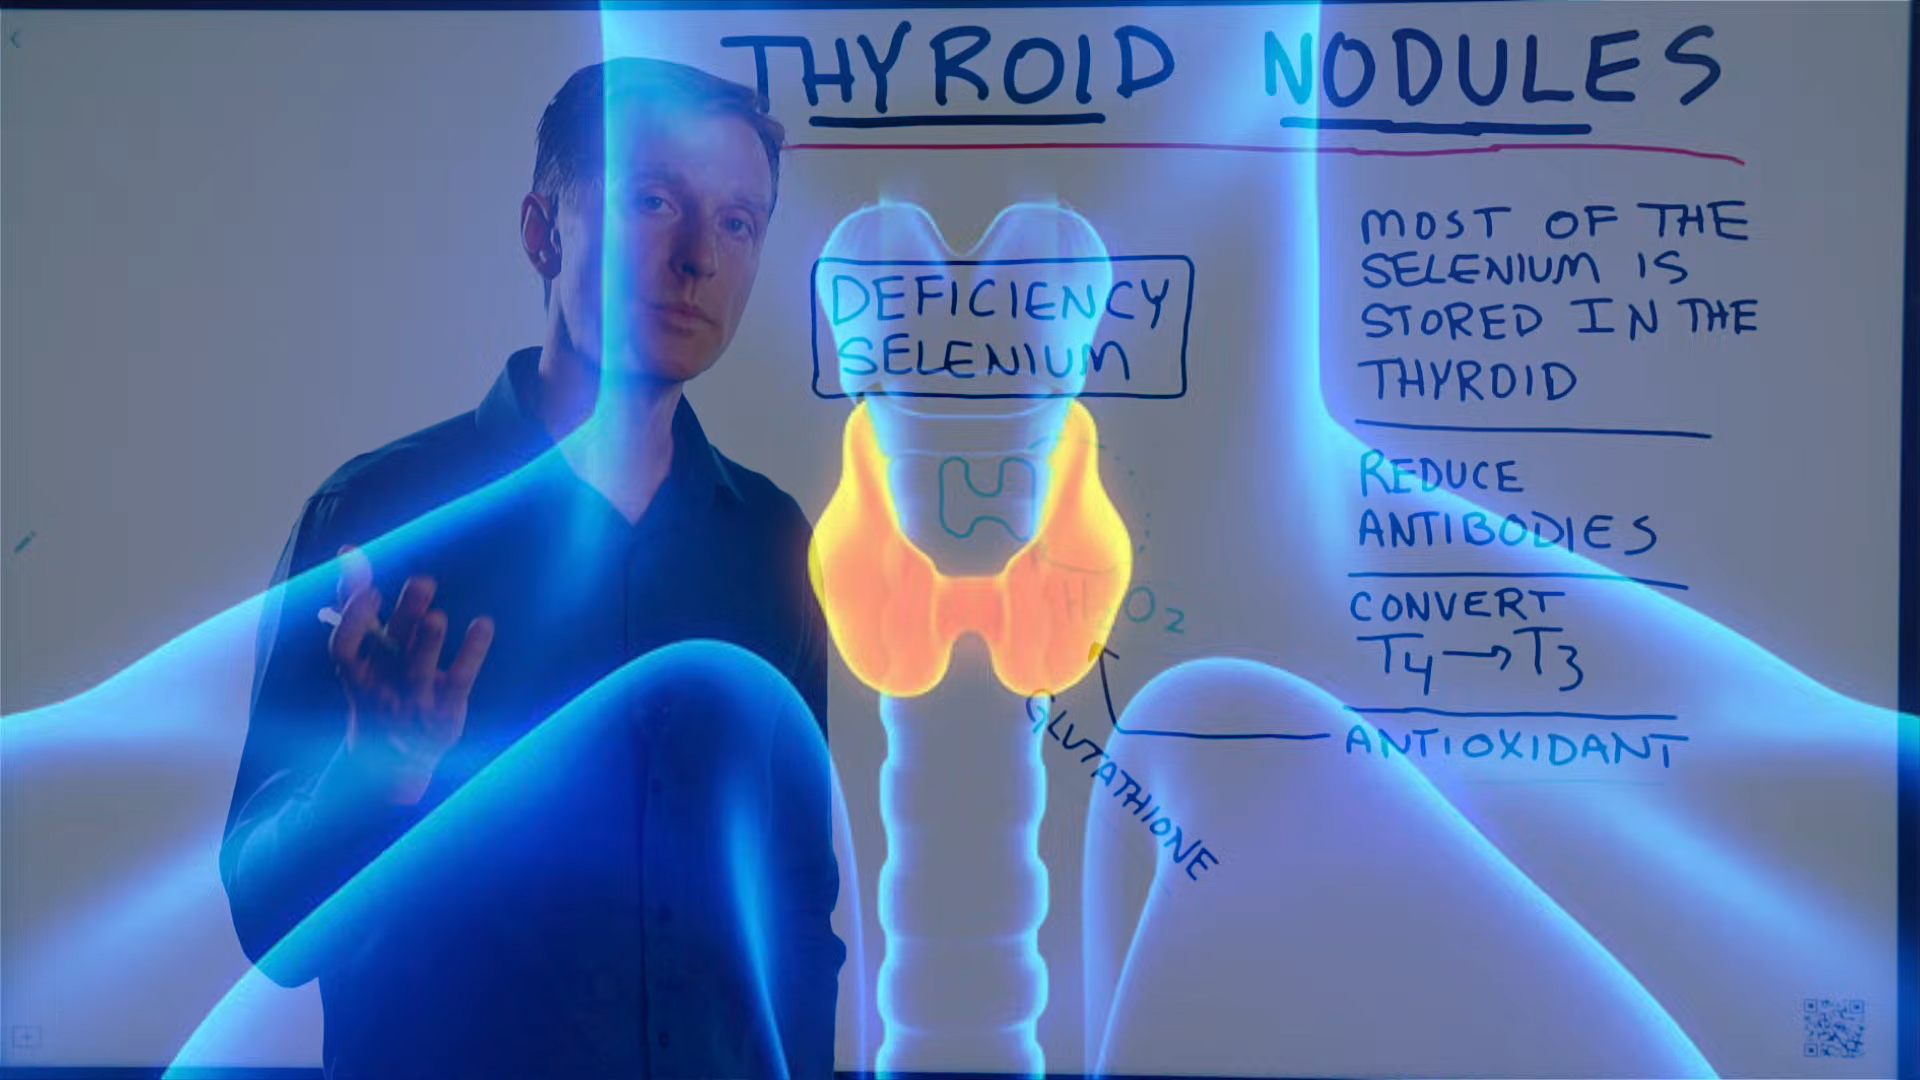 THYROID NODULES
DEFICIENCY
SELENIUM
MOST OF THE
SELENIUM IS
STORED IN THE
THYROID
REDUCE
ANTIBODIES
CONVERT
T4→T3
ANTIOXIDANT
H2O2
GLUTATHIONE